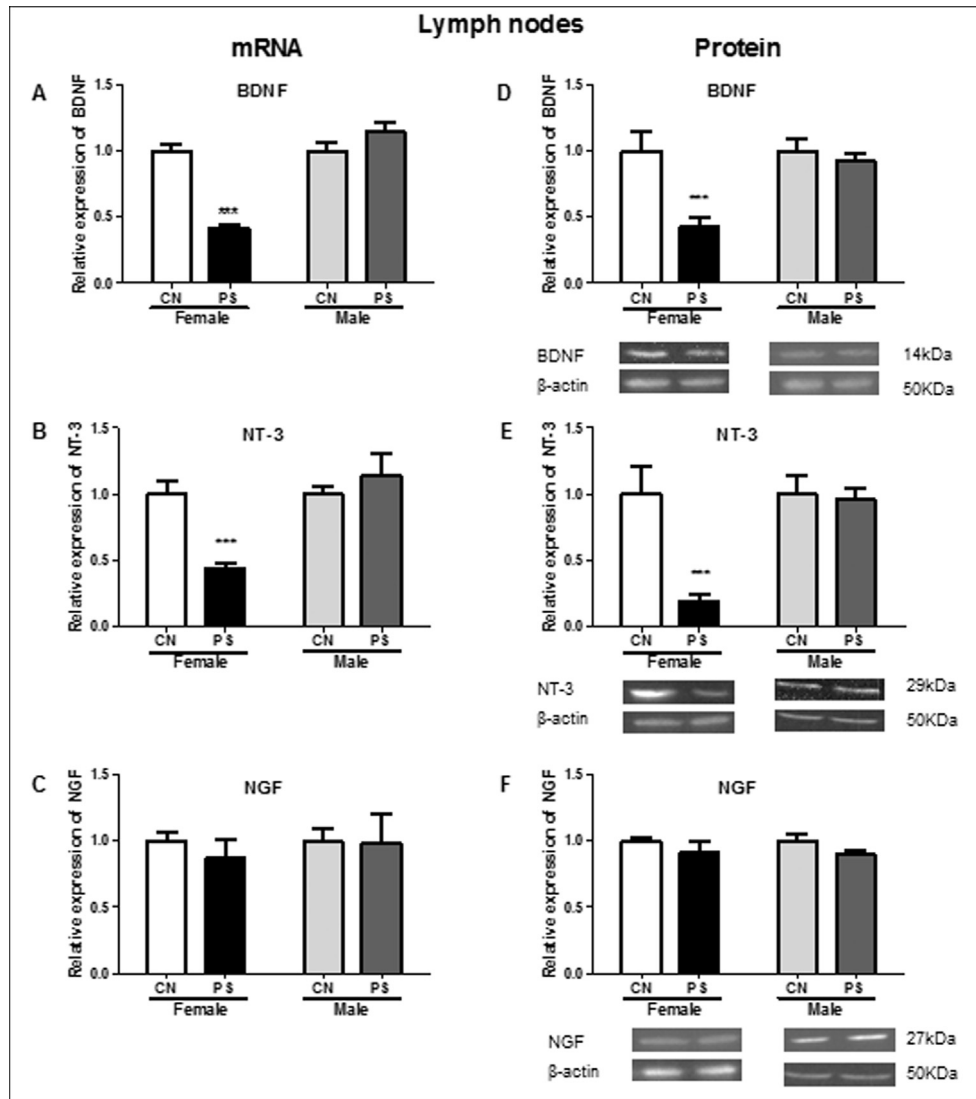 Lymph nodes
mRNA
Protein
A
BDNF
Relative expression of BDNF
1.5
1.0
0.5
0.0
***
CN PS CN PS
Female Male
D
BDNF
Relative expression of BDNF
1.5
1.0
0.5
0.0
***
CN PS CN PS
Female Male
BDNF 14kDa
β-actin 50KDa
B
NT-3
Relative expression of NT-3
1.5
1.0
0.5
0.0
***
CN PS CN PS
Female Male
E
NT-3
Relative expression of NT-3
1.5
1.0
0.5
0.0
***
CN PS CN PS
Female Male
NT-3 29kDa
β-actin 50KDa
C
NGF
Relative expression of NGF
1.5
1.0
0.5
0.0
CN PS CN PS
Female Male
F
NGF
Relative expression of NGF
1.5
1.0
0.5
0.0
CN PS CN PS
Female Male
NGF 27kDa
β-actin 50KDa